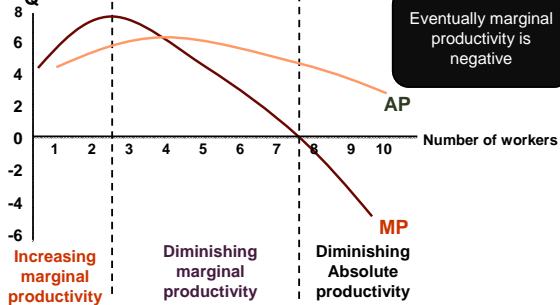 Q
8
6
4
2
0
-2
-4
-6
Eventually marginal
productivity is
negative
AP
1 2 3 4 5 6 7 8 9 10
Number of workers
MP
Increasing
marginal
productivity
Diminishing
marginal
productivity
Diminishing
Absolute
productivity